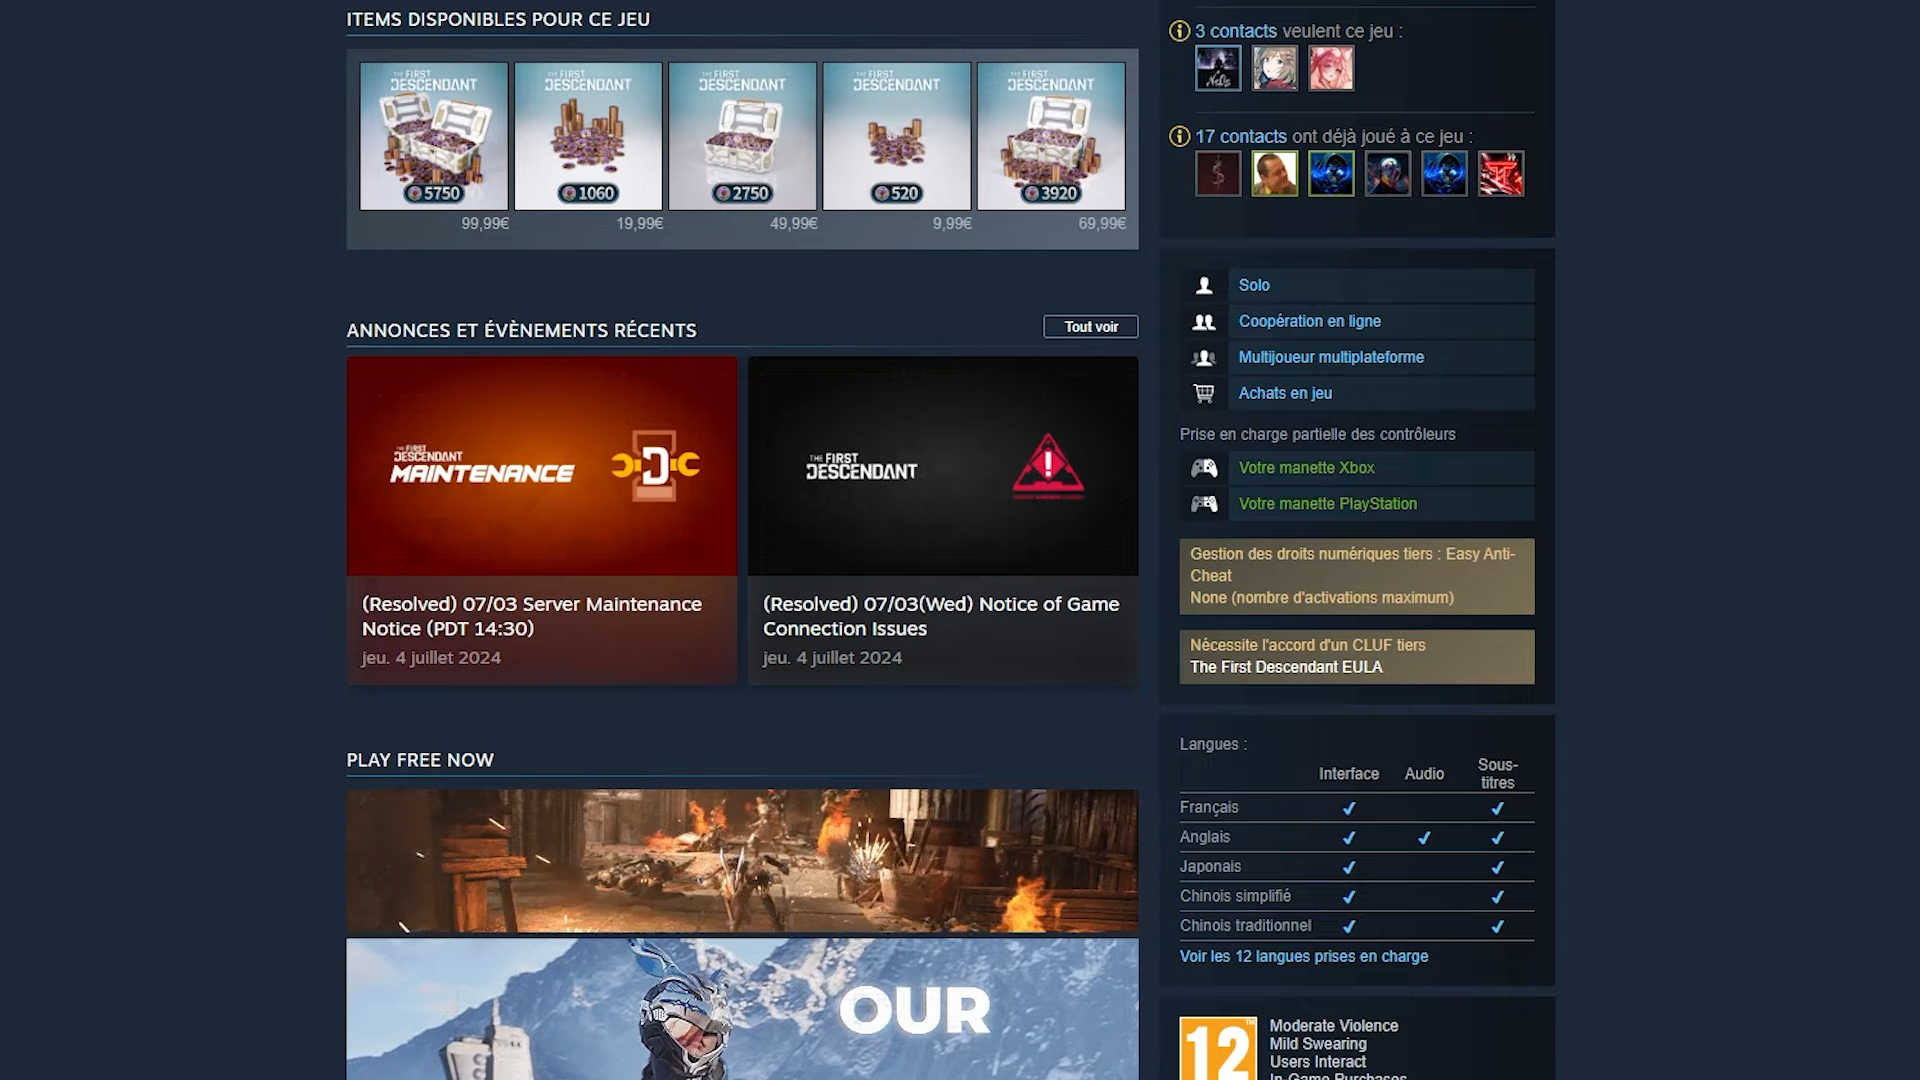 ITEMS DISPONIBLES POUR CE JEU
THE FIRST DESCENDANT
5750
99,99€
THE FIRST DESCENDANT
1060
19,99€
THE FIRST DESCENDANT
2750
49,99€
THE FIRST DESCENDANT
520
9,99€
THE FIRST DESCENDANT
3920
69,99€
ANNONCES ET ÉVÈNEMENTS RÉCENTS
Tout voir
THE FIRST
DESCENDANT
MAINTENANCE
D
(Resolved) 07/03 Server Maintenance
Notice (PDT 14:30)
jeu. 4 juillet 2024
THE FIRST
DESCENDANT
!
(Resolved) 07/03(Wed) Notice of Game
Connection Issues
jeu. 4 juillet 2024
PLAY FREE NOW
OUR
3 contacts veulent ce jeu :
17 contacts ont déjà joué à ce jeu :
Solo
Coopération en ligne
Multijoueur multiplateforme
Achats en jeu
Prise en charge partielle des contrôleurs
Votre manette Xbox
Votre manette PlayStation
Gestion des droits numériques tiers : Easy Anti-
Cheat
None (nombre d'activations maximum)
Nécessite l'accord d'un CLUF tiers
The First Descendant EULA
Langues :
Interface Audio Sous-
titres
Français
Anglais
Japonais
Chinois simplifié
Chinois traditionnel
Voir les 12 langues prises en charge
12
Moderate Violence
Mild Swearing
Users Interact
In-Game Purchases